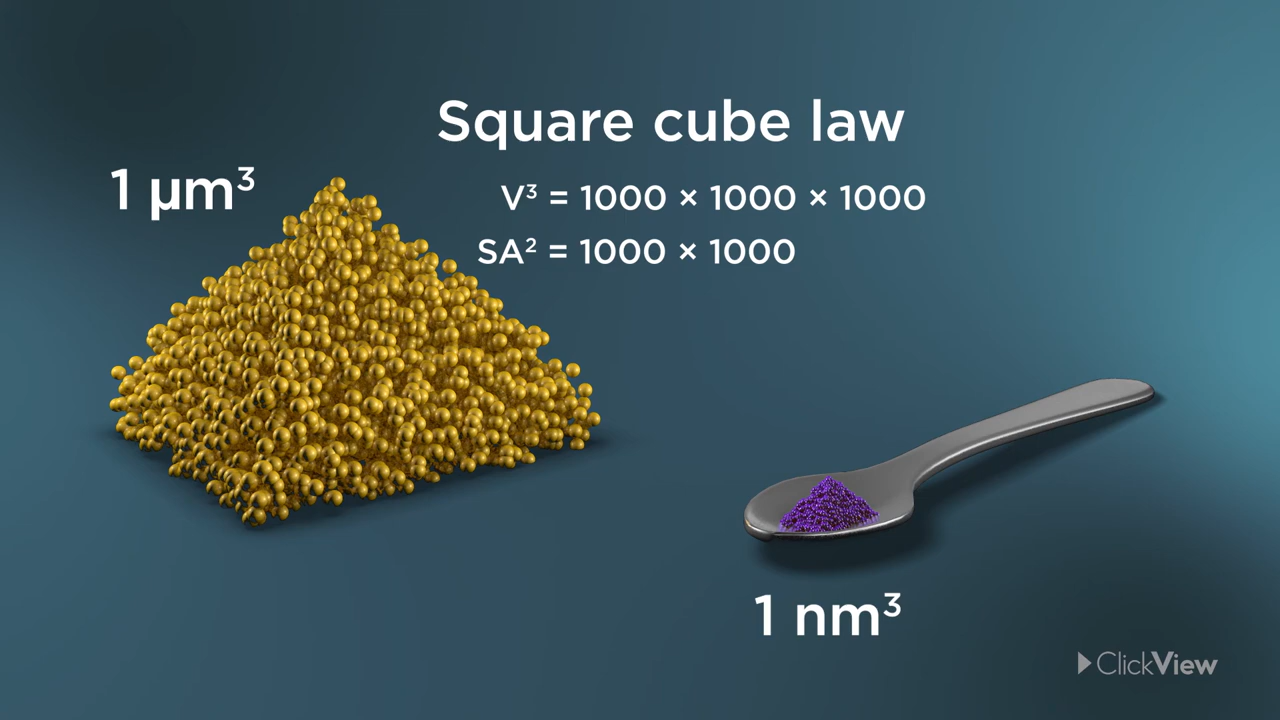 Square cube law
1 µm³
V³ = 1000 × 1000 × 1000
SA² = 1000 × 1000
1 nm³
ClickView